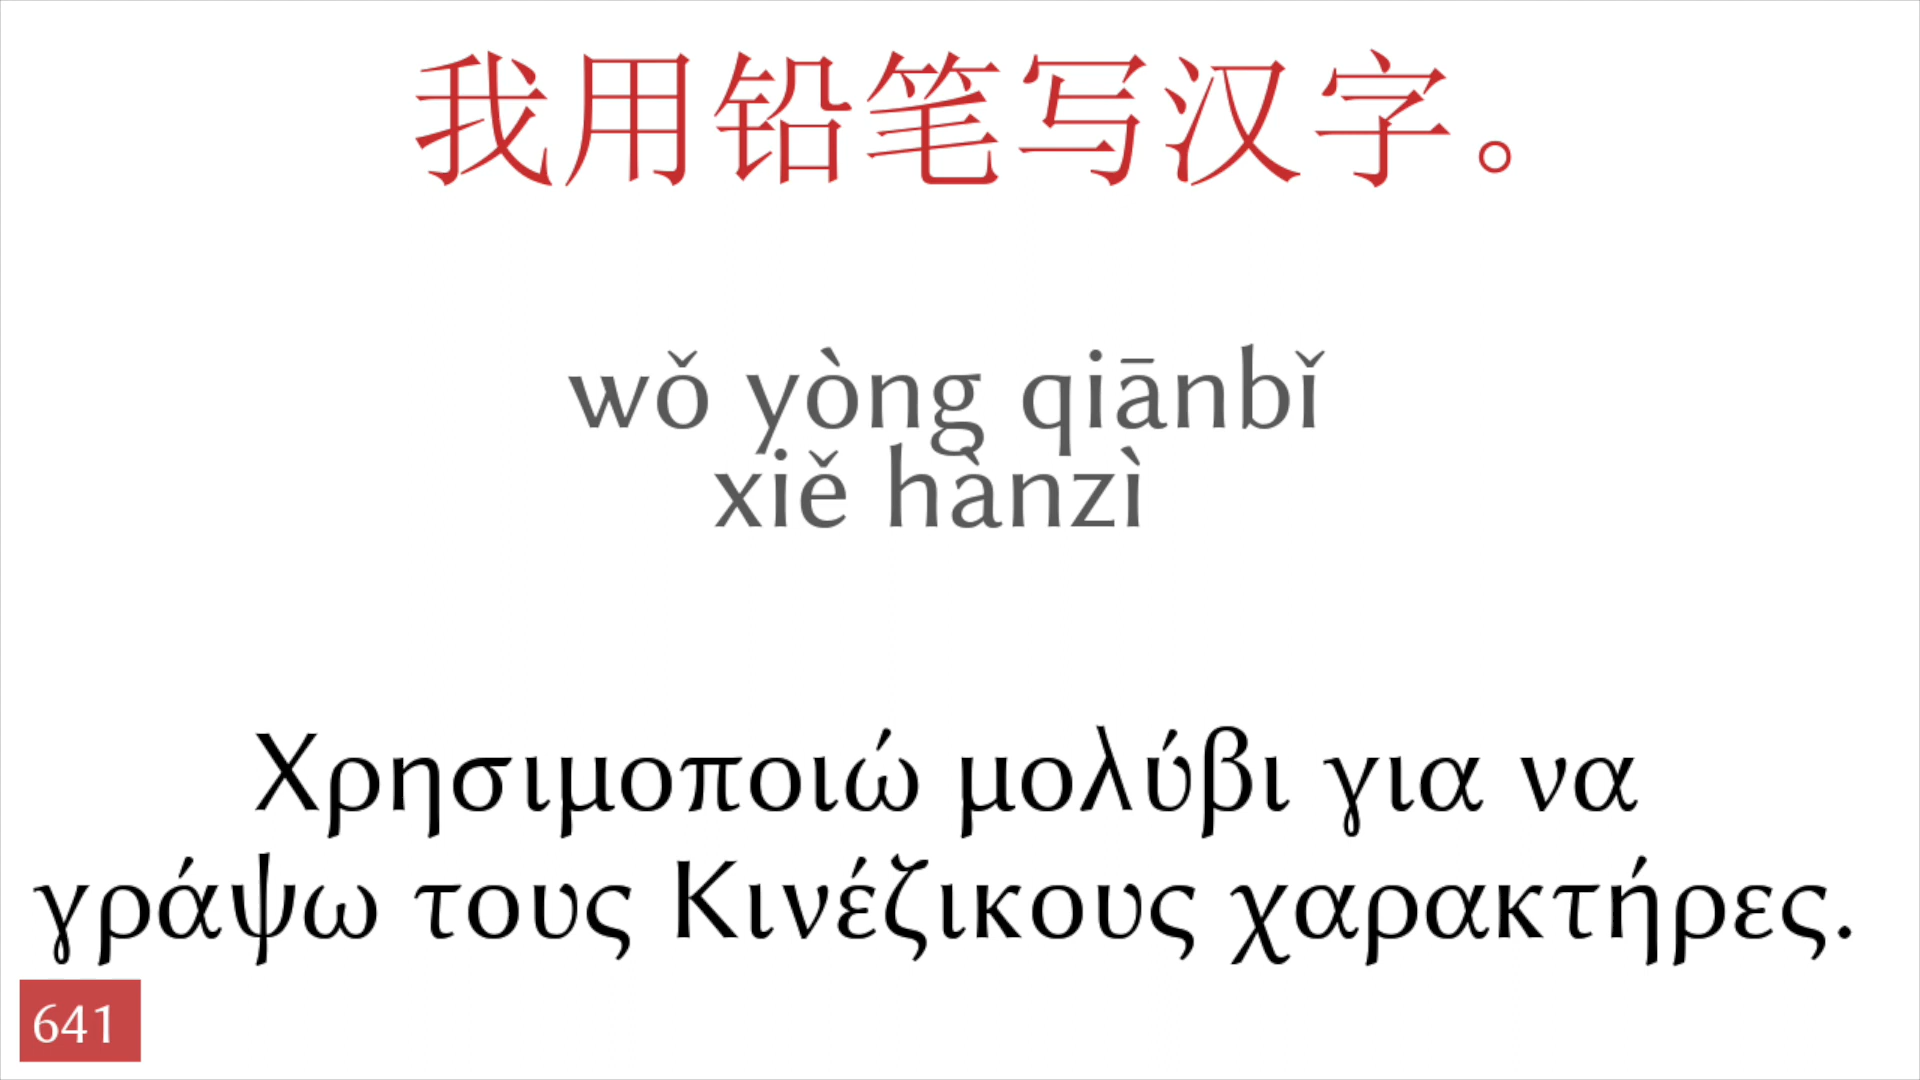 我用铅笔写汉字。
wǒ yòng qiānbǐ
xiě hànzì
Χρησιμοποιώ μολύβι για να
γράψω τους Κινέζικους χαρακτήρες.
641